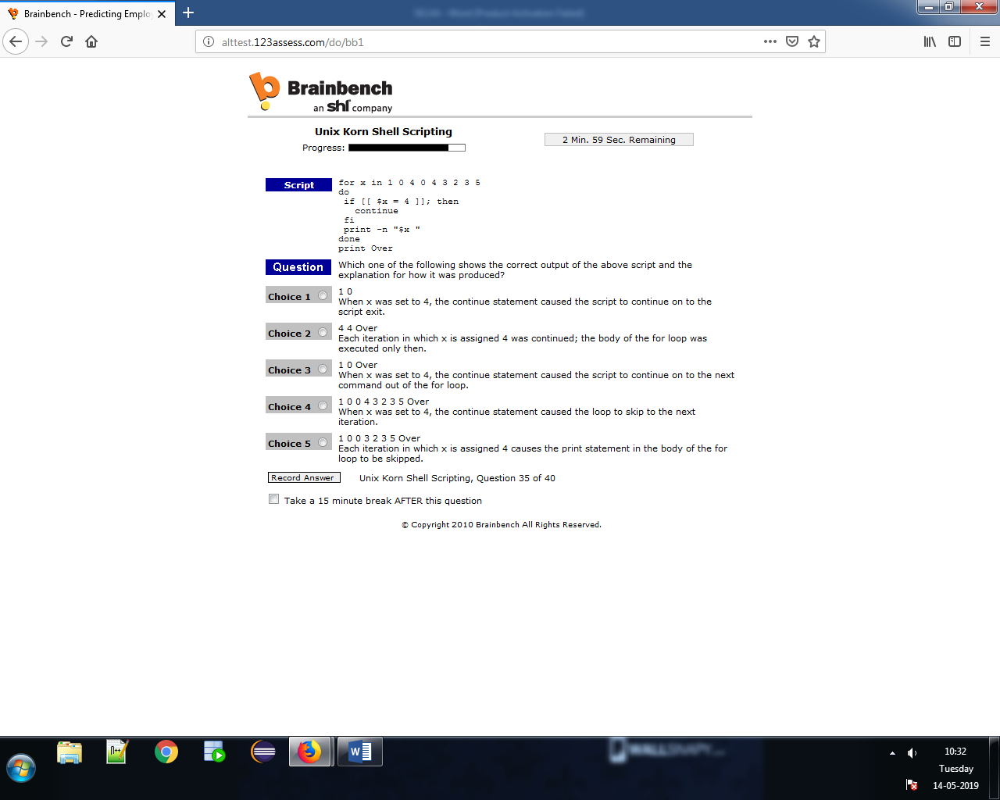 Brainbench - Predicting Emplo
alttest.123assess.com/do/bb1
Brainbench
an shl company
Unix Korn Shell Scripting
Progress:
2 Min. 59 Sec. Remaining
Script
for x in 1 0 4 0 4 3 2 3 5
do
if [[ $x = 4 ]]; then
continue
fi
print -n "$x "
done
print Over
Question
Which one of the following shows the correct output of the above script and the
explanation for how it was produced?
Choice 1
1 0
When x was set to 4, the continue statement caused the script to continue on to the
script exit.
Choice 2
4 4 Over
Each iteration in which x is assigned 4 was continued; the body of the for loop was
executed only then.
Choice 3
1 0 Over
When x was set to 4, the continue statement caused the script to continue on to the next
command out of the for loop.
Choice 4
1 0 0 4 3 2 3 5 Over
When x was set to 4, the continue statement caused the loop to skip to the next
iteration.
Choice 5
1 0 0 3 2 3 5 Over
Each iteration in which x is assigned 4 causes the print statement in the body of the for
loop to be skipped.
Record Answer
Unix Korn Shell Scripting, Question 35 of 40
Take a 15 minute break AFTER this question
© Copyright 2010 Brainbench All Rights Reserved.
WALLSNAPY
10:32
Tuesday
14-05-2019